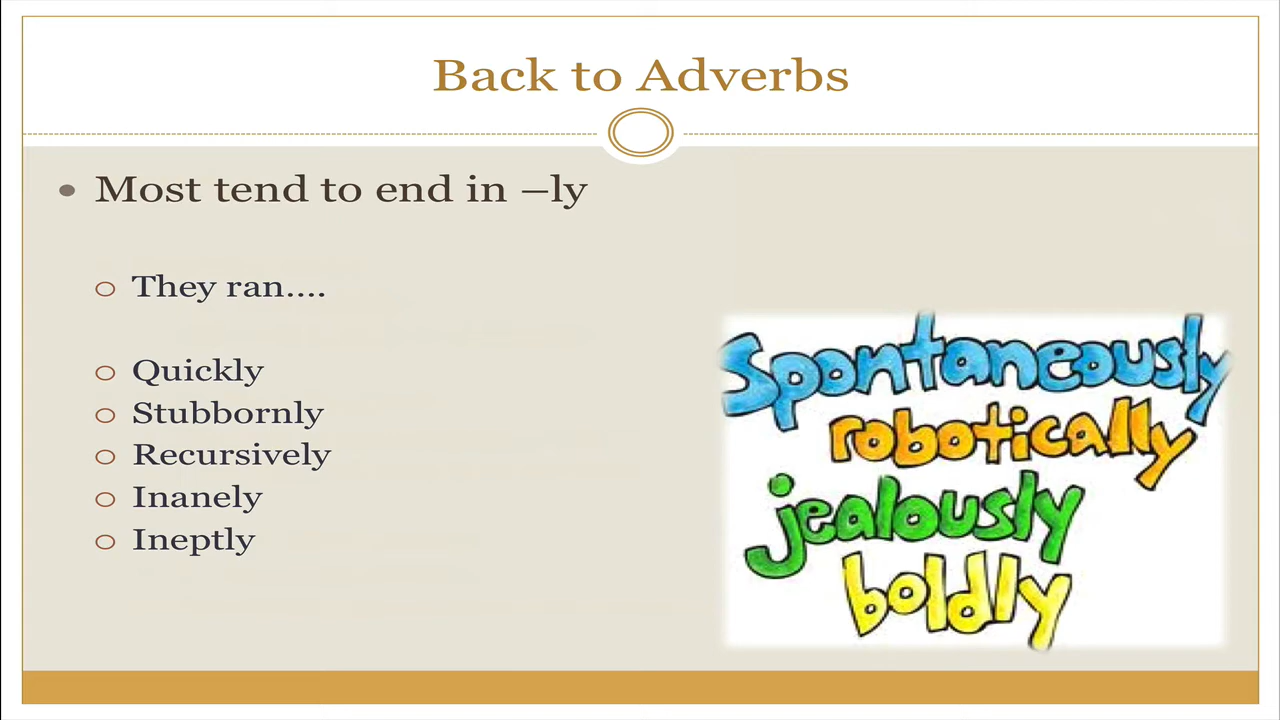 Back to Adverbs
• Most tend to end in –ly
o They ran....
o Quickly
o Stubbornly
o Recursively
o Inanely
o Ineptly
Spontaneously
robotically
jealously
boldly